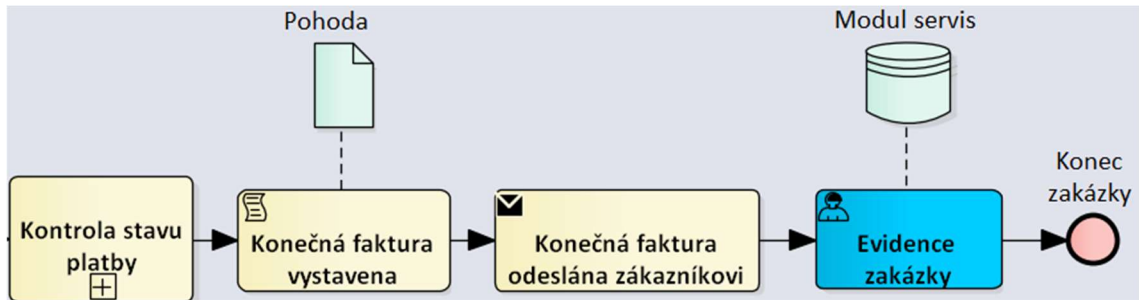 Pohoda
Modul servis
Konec
zakázky
Kontrola stavu
platby
Konečná faktura
vystavena
Konečná faktura
odeslána zákazníkovi
Evidence
zakázky